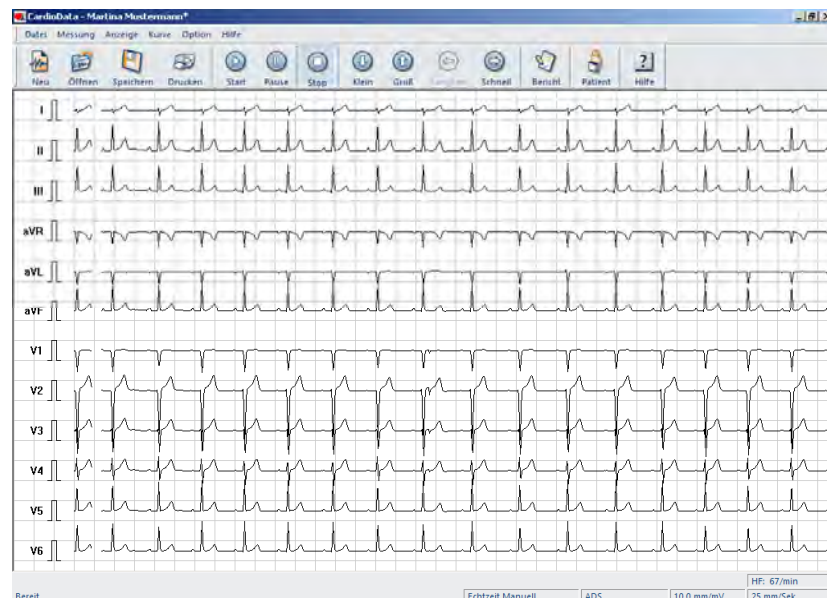 CardioData - Martina Mustermann*
Datei Messung Anzeige Kurve Option Hilfe
Neu Öffnen Speichern Drucken Start Pause Stop Klein Groß Langsam Schnell Bericht Patient Hilfe
I
II
III
aVR
aVL
aVF
V1
V2
V3
V4
V5
V6
HF: 67/min
Bereit Echtzeit Manuell ADS 10.0 mm/mV 25 mm/Sek